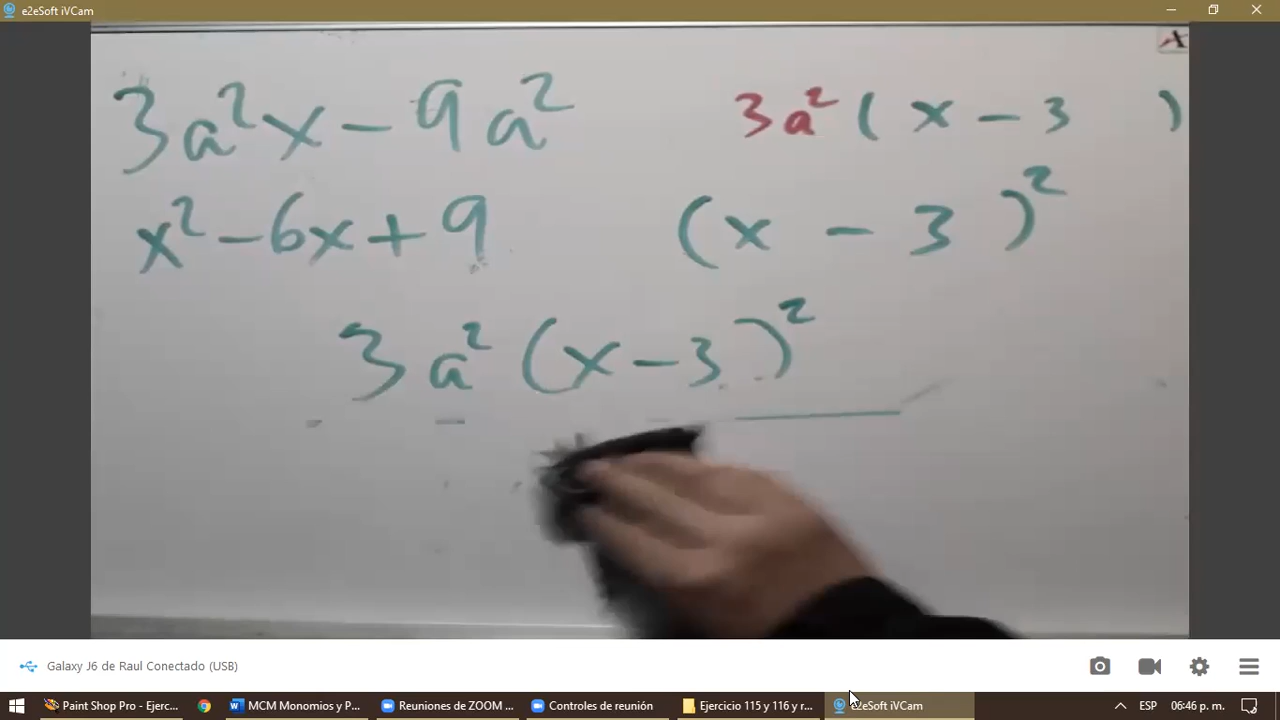 e2eSoft iVCam
3a²x - 9a² 3a² ( x - 3 )
x² - 6x + 9 ( x - 3 )²
3a² (x - 3)²
Galaxy J6 de Raul Conectado (USB)
Paint Shop Pro - Ejerc... MCM Monomios y P... Reuniones de ZOOM ... Controles de reunión Ejercicio 115 y 116 y r... e2eSoft iVCam ESP 06:46 p. m.